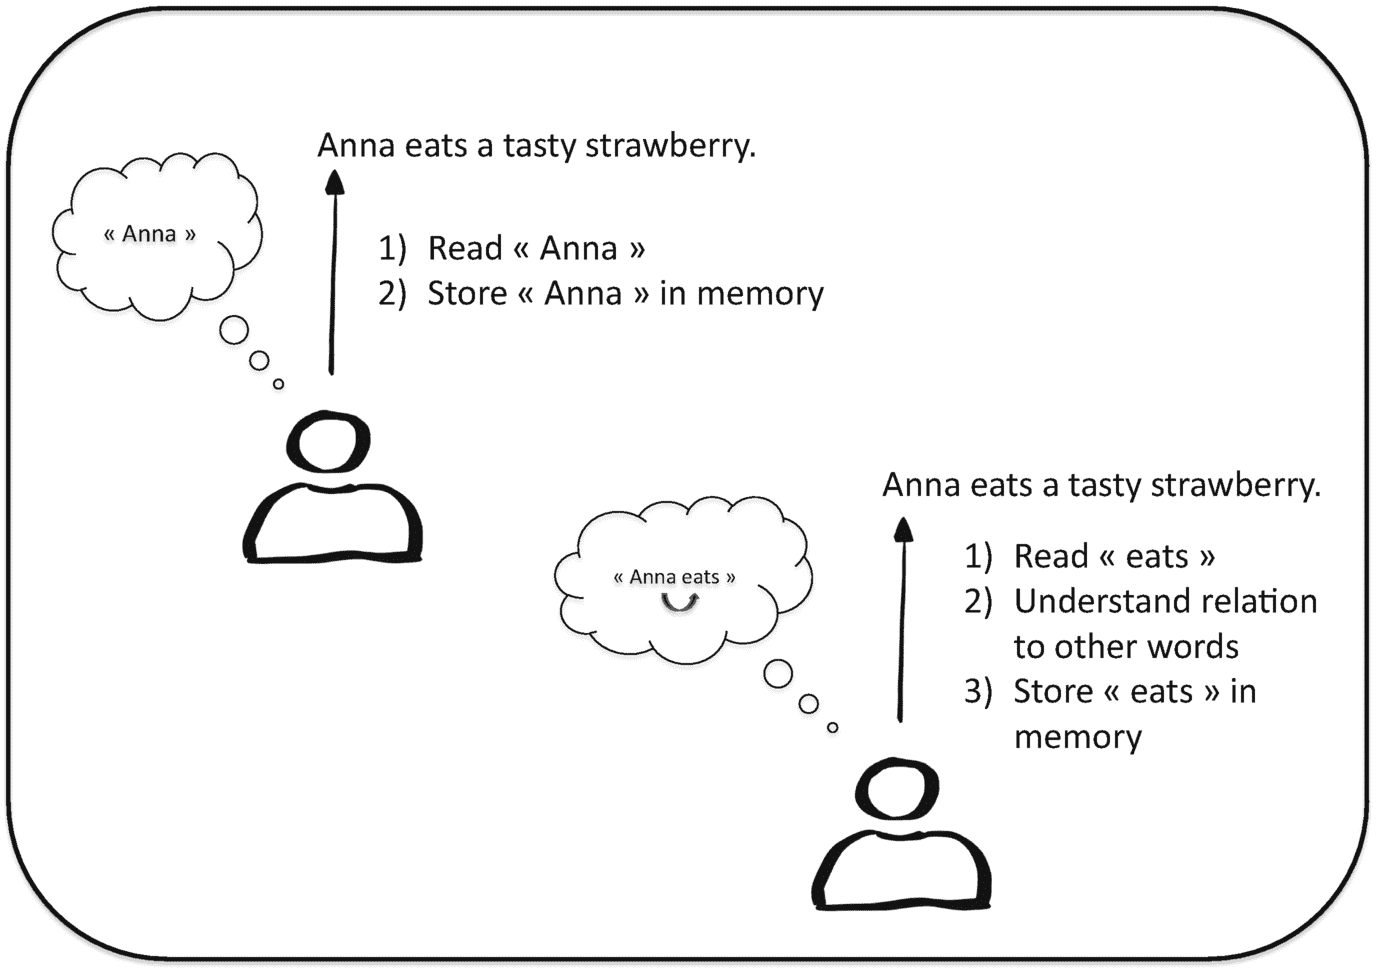 Anna eats a tasty strawberry.
« Anna »
1) Read « Anna »
2) Store « Anna » in memory
Anna eats a tasty strawberry.
« Anna eats »
1) Read « eats »
2) Understand relation
to other words
3) Store « eats » in
memory